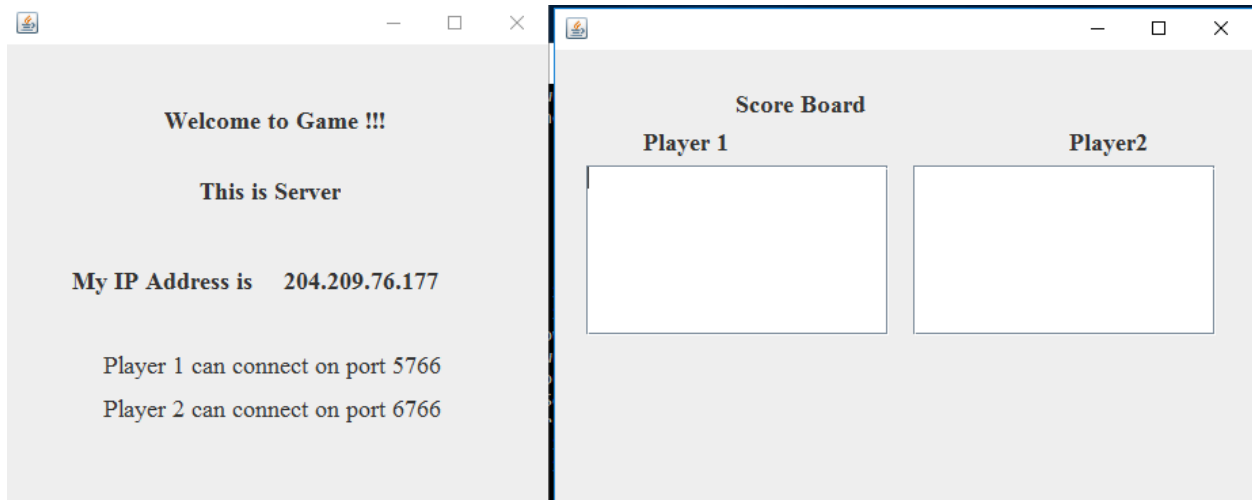 Welcome to Game !!!
This is Server
My IP Address is 204.209.76.177
Player 1 can connect on port 5766
Player 2 can connect on port 6766
Score Board
Player 1 Player2